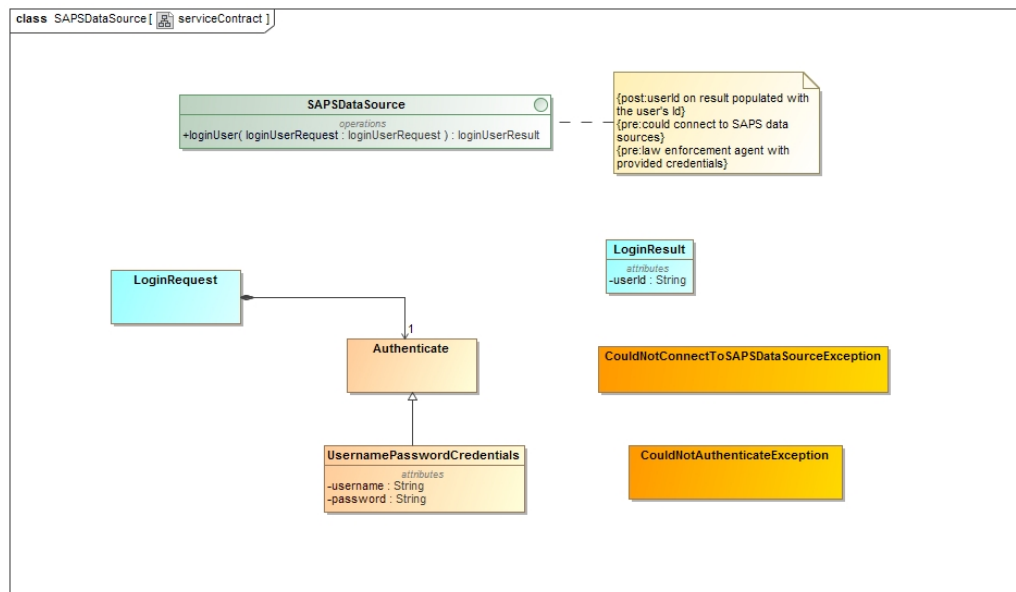 class SAPSDataSource [ serviceContract ]
SAPSDataSource
operations
+loginUser( loginUserRequest : loginUserRequest ) : loginUserResult
{post:userId on result populated with
the user's Id}
{pre:could connect to SAPS data
sources}
{pre:law enforcement agent with
provided credentials}
LoginResult
attributes
-userId : String
LoginRequest
1
Authenticate
CouldNotConnectToSAPSDataSourceException
UsernamePasswordCredentials
attributes
-username : String
-password : String
CouldNotAuthenticateException